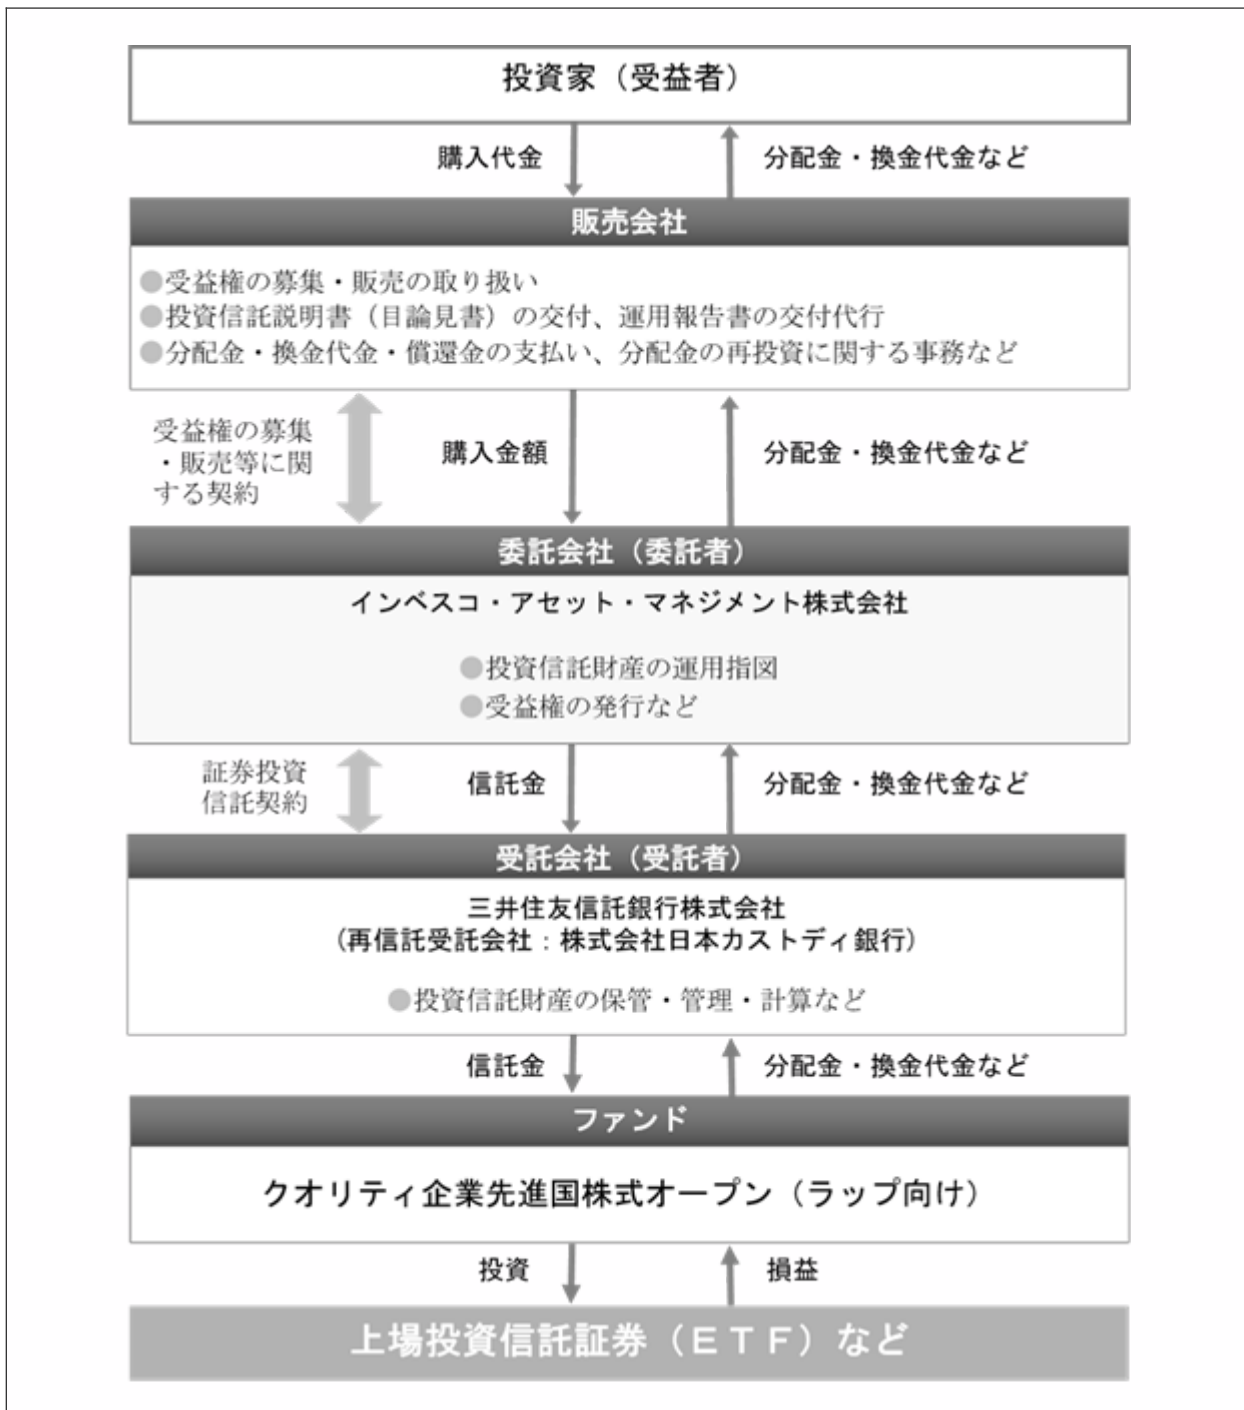 投資家（受益者）
購入代金
分配金・換金代金など
販売会社
●受益権の募集・販売の取り扱い
●投資信託説明書（目論見書）の交付、運用報告書の交付代行
●分配金・換金代金・償還金の支払い、分配金の再投資に関する事務など
受益権の募集
・販売等に関
する契約
購入金額
分配金・換金代金など
委託会社（委託者）
インベスコ・アセット・マネジメント株式会社
●投資信託財産の運用指図
●受益権の発行など
証券投資
信託契約
信託金
分配金・換金代金など
受託会社（受託者）
三井住友信託銀行株式会社
（再信託受託会社：株式会社日本カストディ銀行）
●投資信託財産の保管・管理・計算など
信託金
分配金・換金代金など
ファンド
クオリティ企業先進国株式オープン（ラップ向け）
投資
損益
上場投資信託証券（ＥＴＦ）など